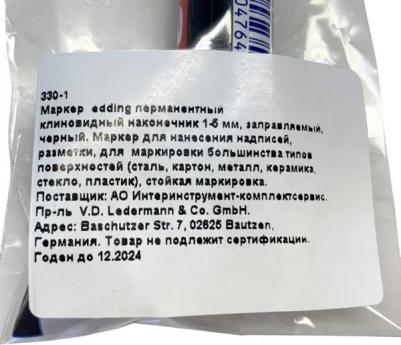 04764
330-1
Маркер edding перманентный
клиновидный наконечник 1-5 мм, заправляемый,
черный. Маркер для нанесения надписей,
разметки, для маркировки большинства типов
поверхностей (сталь, картон, металл, керамика,
стекло, пластик), стойкая маркировка.
Поставщик: АО Интеринструмент-комплектсервис.
Пр-ль V.D. Ledermann & Co. GmbH.
Адрес: Baschutzer Str. 7, 02625 Bautzen,
Германия. Товар не подлежит сертификации.
Годен до 12.2024